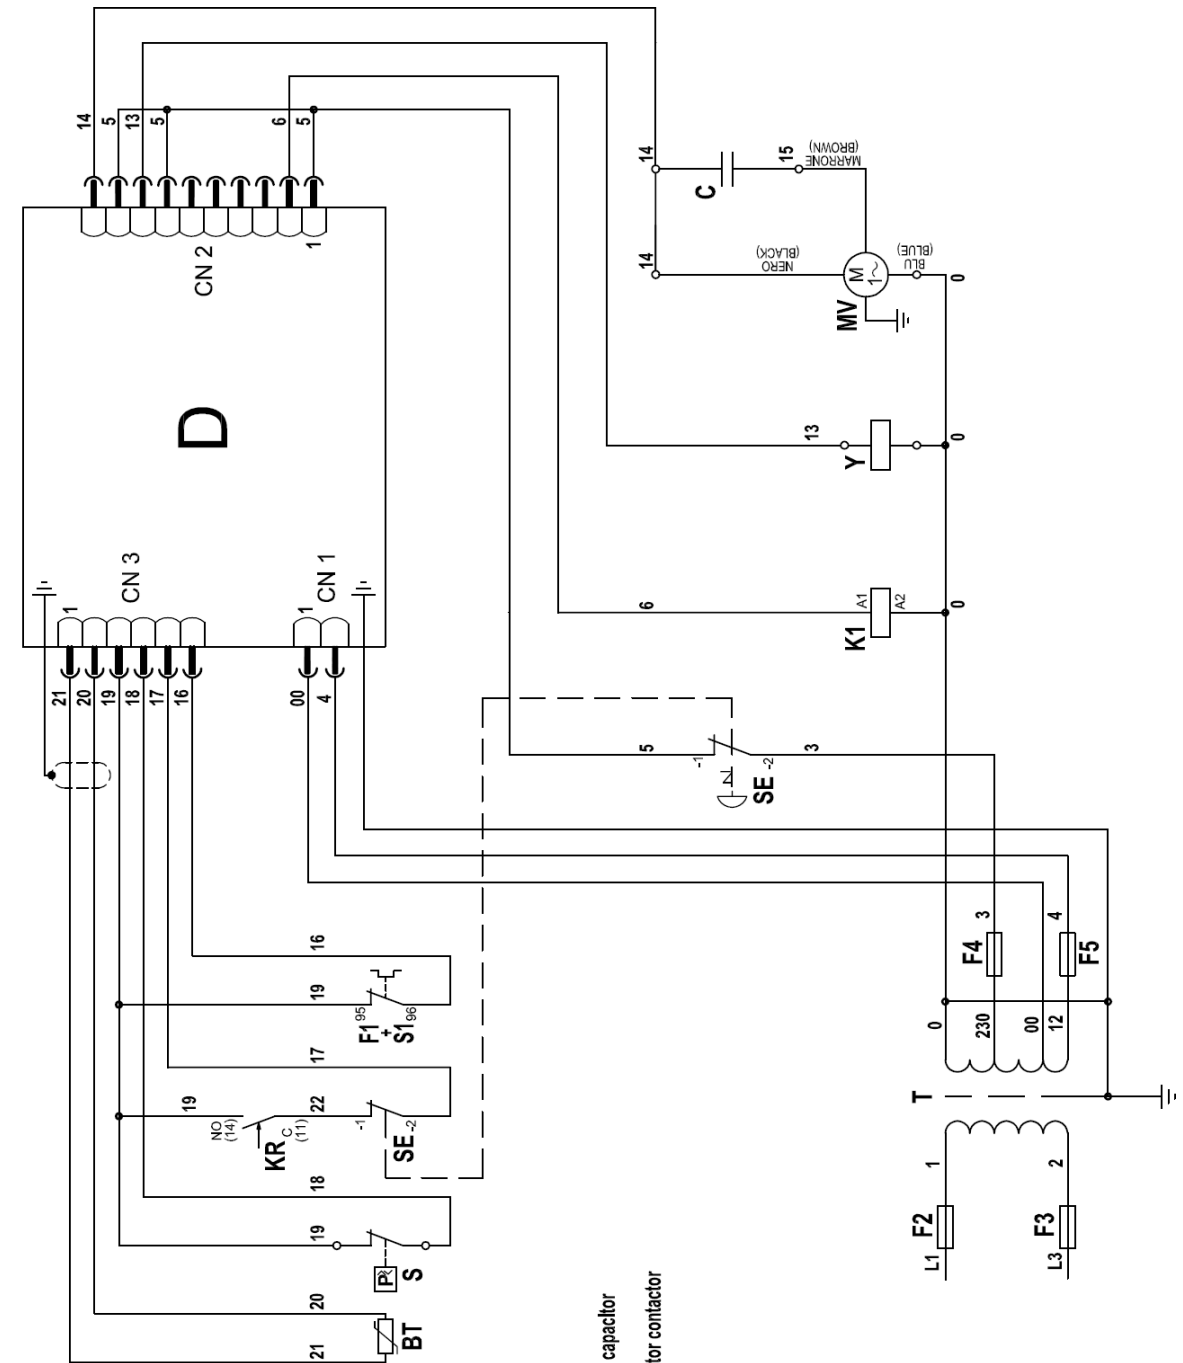 14
5
13
5
6
5
CN 2
1
D
CN 3
1
CN 1
1
21
20
19
18
17
16
00
4
14
15
MARRONE
(BROWN)
C
14
NERO
(BLACK)
M
1~
MV
BLU
(BLUE)
0
13
Y
0
6
A1
A2
K1
0
5
-1
SE
-2
3
16
19
95
96
F1
+
S1
17
19
NO
(14)
KR
C
(11)
22
-1
SE
-2
18
19
P
S
20
21
BT
3
F4
4
F5
0
230
00
12
T
1
2
F2
F3
L1
L3
capacitor
tor contactor